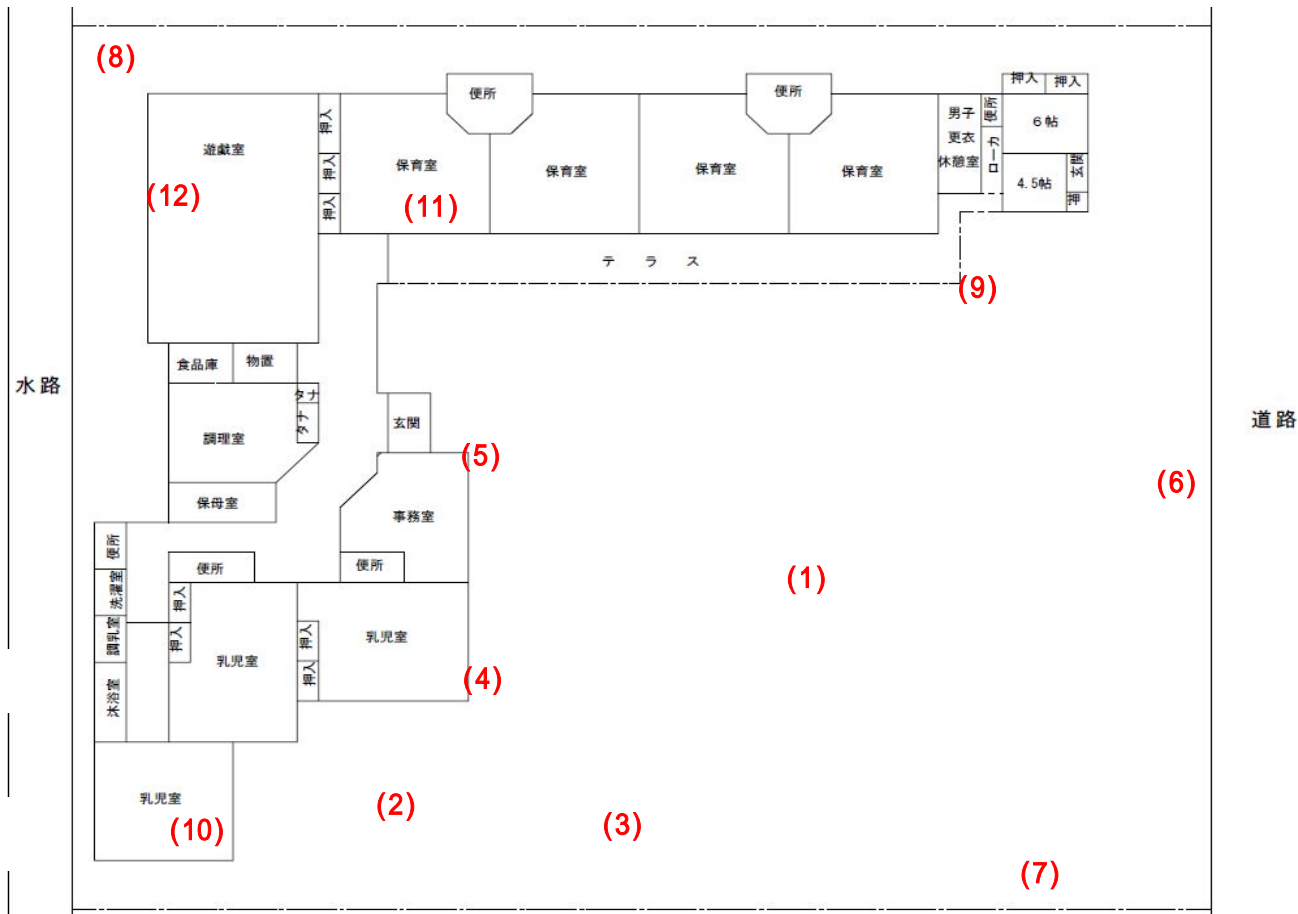 (8)
押入 押入
便所
便所
男子
更衣
休憩室
便所
ローカ
6帖
4.5帖
玄関
押
遊戯室
(12)
押入
押入
押入
保育室
(11)
保育室
保育室
保育室
テラス
(9)
水路
食品庫
物置
タナ
タナ
調理室
玄関
道路
(5)
(6)
保母室
事務室
便所
便所
便所
(1)
洗濯室
押入
調乳室
押入
乳児室
押入
押入
乳児室
(4)
沐浴室
乳児室
(10)
(2)
(3)
(7)